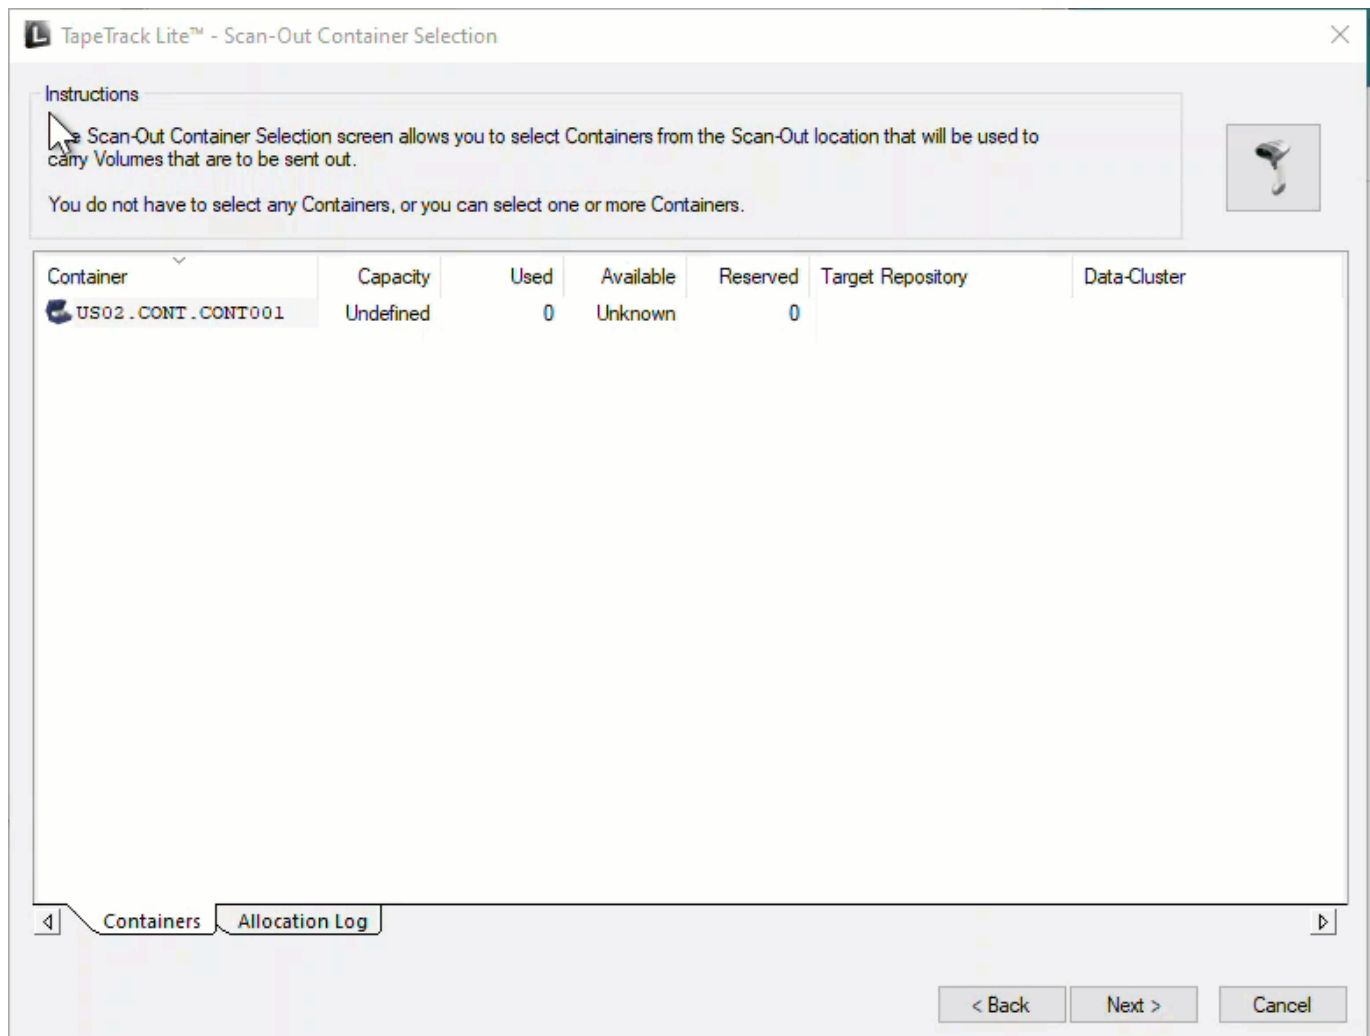 TapeTrack Lite™ - Scan-Out Container Selection
Instructions
Scan-Out Container Selection screen allows you to select Containers from the Scan-Out location that will be used to
carry Volumes that are to be sent out.
You do not have to select any Containers, or you can select one or more Containers.
Container Capacity Used Available Reserved Target Repository Data-Cluster
US02.CONT.CONT001 Undefined 0 Unknown 0
Containers Allocation Log
< Back Next > Cancel